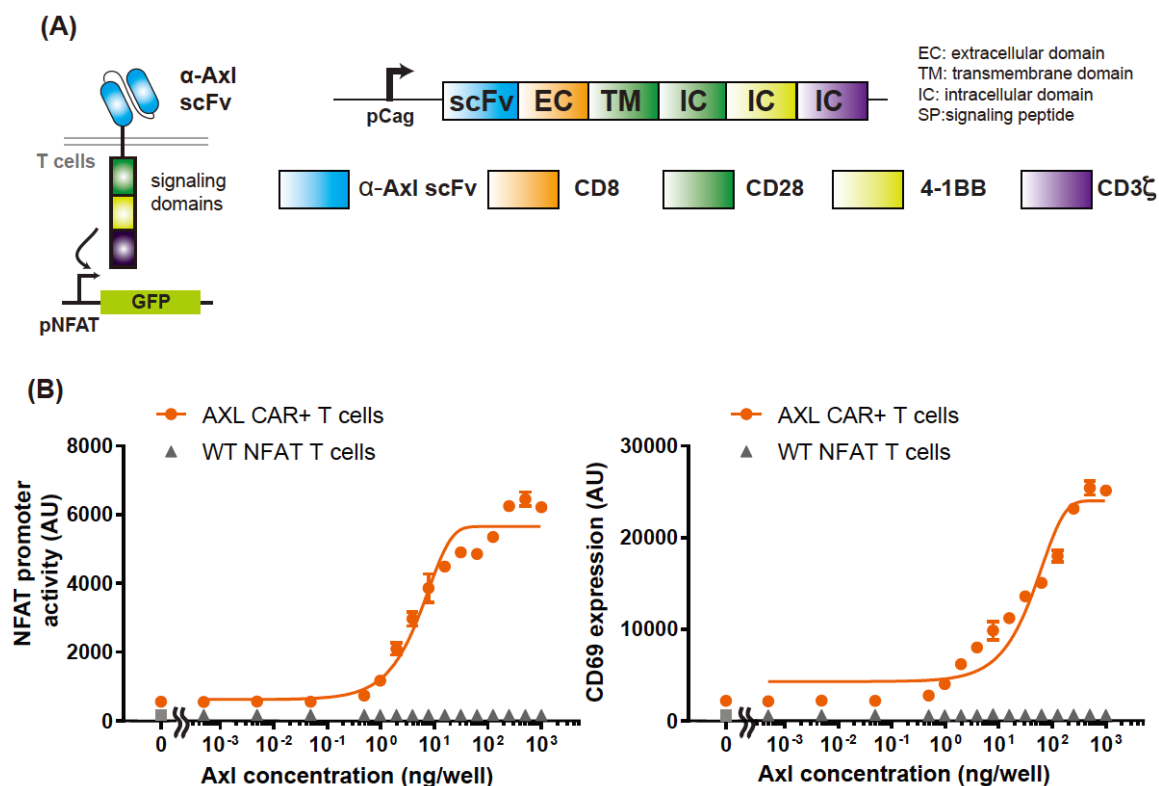 (A)
α-Axl
scFv
T cells
signaling
domains
pNFAT
GFP
pCag
scFv EC TM IC IC IC
EC: extracellular domain
TM: transmembrane domain
IC: intracellular domain
SP:signaling peptide
α-Axl scFv CD8 CD28 4-1BB CD3ζ
(B)
AXL CAR+ T cells
WT NFAT T cells
NFAT promoter
activity (AU)
8000
6000
4000
2000
0
0 10⁻³ 10⁻² 10⁻¹ 10⁰ 10¹ 10² 10³
Axl concentration (ng/well)
AXL CAR+ T cells
WT NFAT T cells
CD69 expression (AU)
30000
20000
10000
0
0 10⁻³ 10⁻² 10⁻¹ 10⁰ 10¹ 10² 10³
Axl concentration (ng/well)